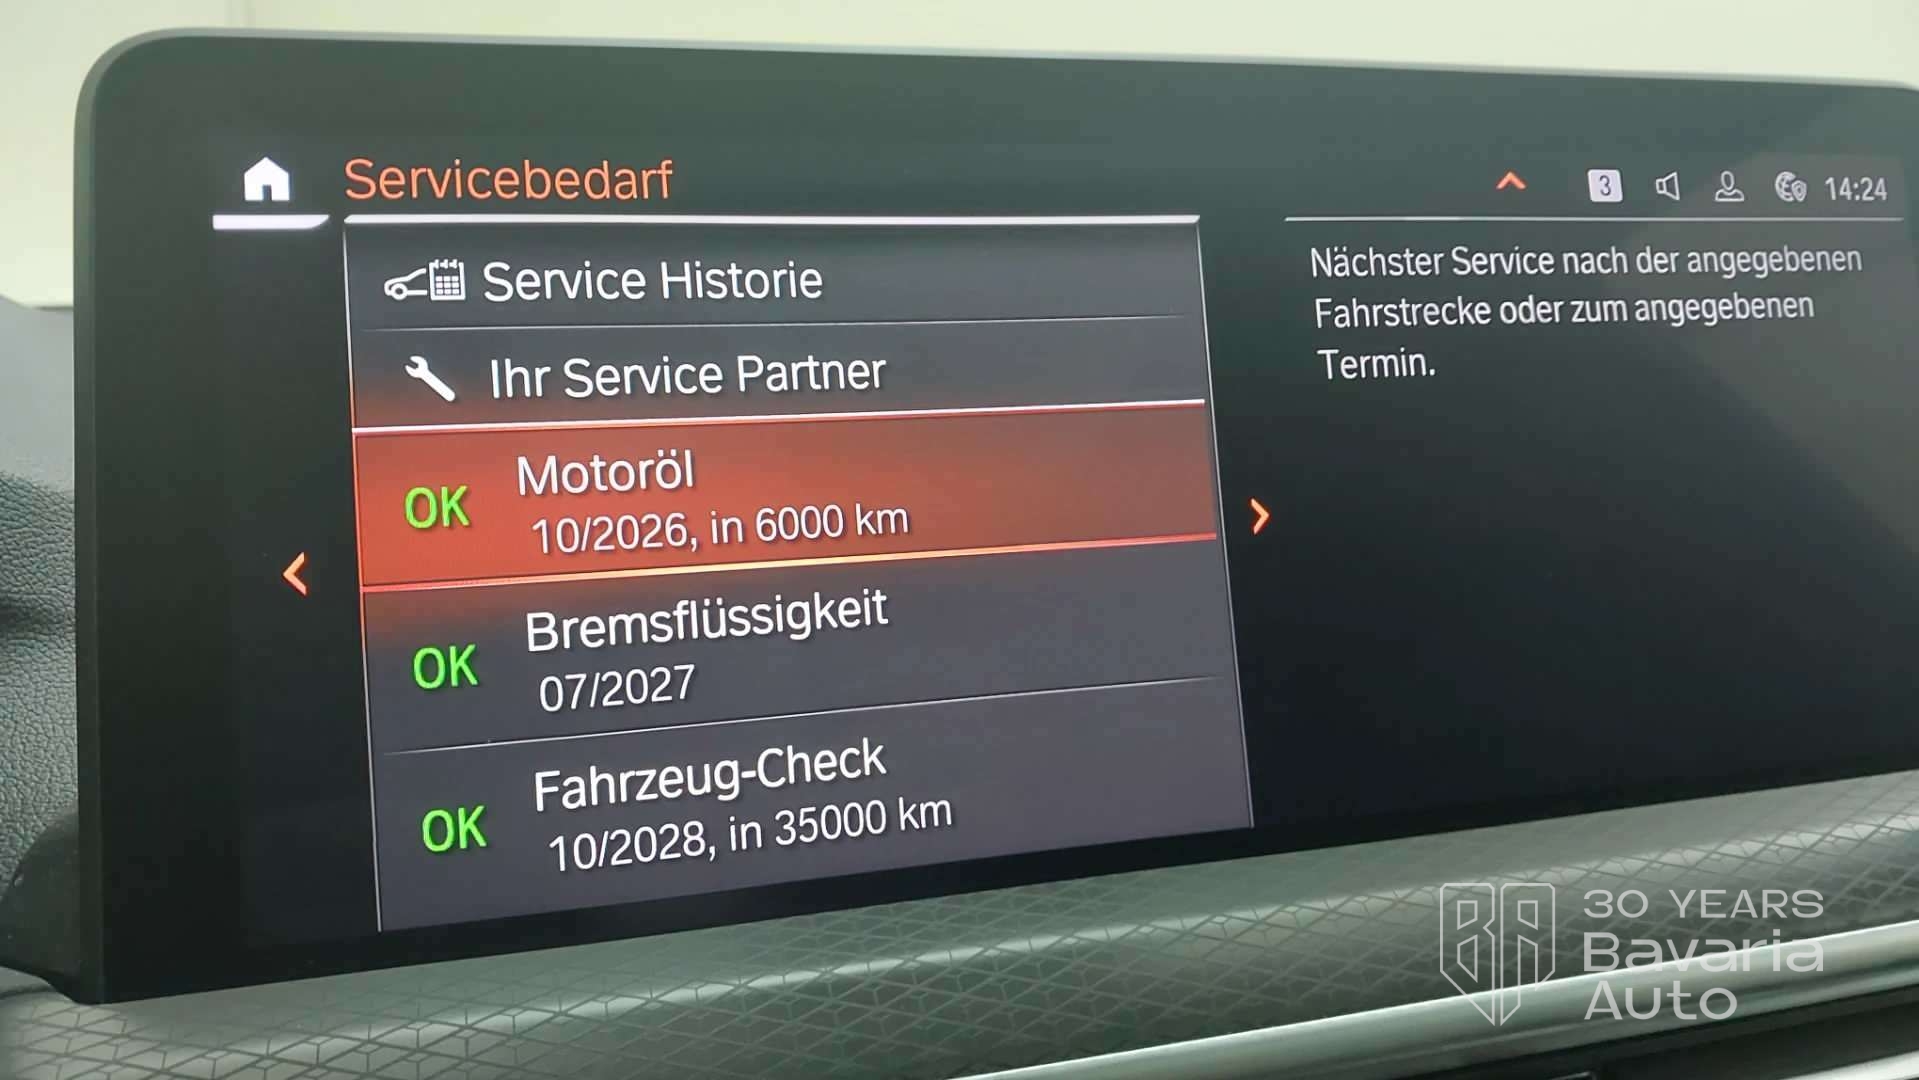 Servicebedarf
3
14:24
Service Historie
Ihr Service Partner
OK
Motoröl
10/2026, in 6000 km
OK
Bremsflüssigkeit
07/2027
OK
Fahrzeug-Check
10/2028, in 35000 km
Nächster Service nach der angegebenen
Fahrstrecke oder zum angegebenen
Termin.
BA
30 YEARS
Bavaria
Auto